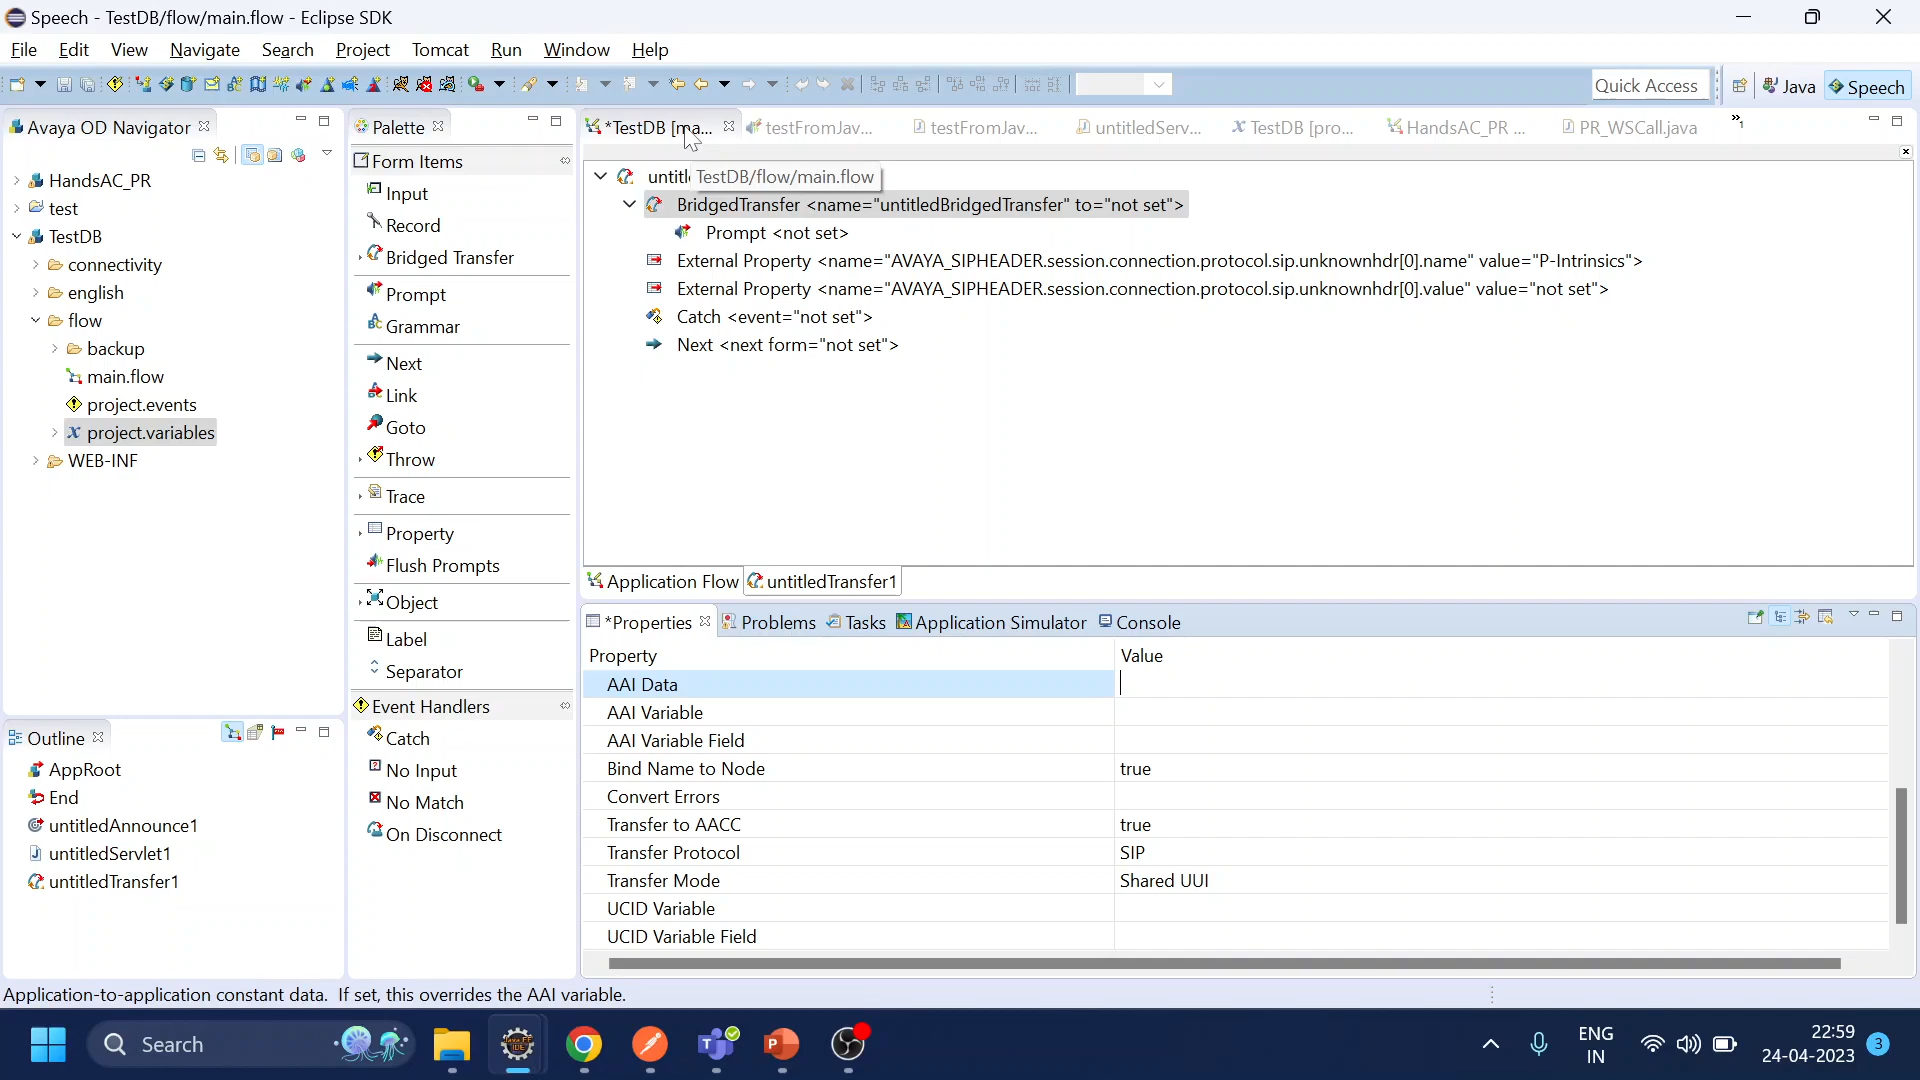 Speech - TestDB/flow/main.flow - Eclipse SDK
File Edit View Navigate Search Project Tomcat Run Window Help
Quick Access Java Speech
Avaya OD Navigator
HandsAC_PR
test
TestDB
connectivity
english
flow
backup
main.flow
project.events
project.variables
WEB-INF
Outline
AppRoot
End
untitledAnnounce1
untitledServlet1
untitledTransfer1
Palette
Form Items
Input
Record
Bridged Transfer
Prompt
Grammar
Next
Link
Goto
Throw
Trace
Property
Flush Prompts
Object
Label
Separator
Event Handlers
Catch
No Input
No Match
On Disconnect
*TestDB [ma... testFromJav... testFromJav... untitledServ... TestDB [pro... HandsAC_PR ... PR_WSCall.java »1
TestDB/flow/main.flow
BridgedTransfer <name="untitledBridgedTransfer" to="not set">
Prompt <not set>
External Property <name="AVAYA_SIPHEADER.session.connection.protocol.sip.unknownhdr[0].name" value="P-Intrinsics">
External Property <name="AVAYA_SIPHEADER.session.connection.protocol.sip.unknownhdr[0].value" value="not set">
Catch <event="not set">
Next <next form="not set">
Application Flow untitledTransfer1
*Properties Problems Tasks Application Simulator Console
Property Value
AAI Data
AAI Variable
AAI Variable Field
Bind Name to Node true
Convert Errors
Transfer to AACC true
Transfer Protocol SIP
Transfer Mode Shared UUI
UCID Variable
UCID Variable Field
Application-to-application constant data. If set, this overrides the AAI variable.
Search
ENG
IN
22:59
24-04-2023
3